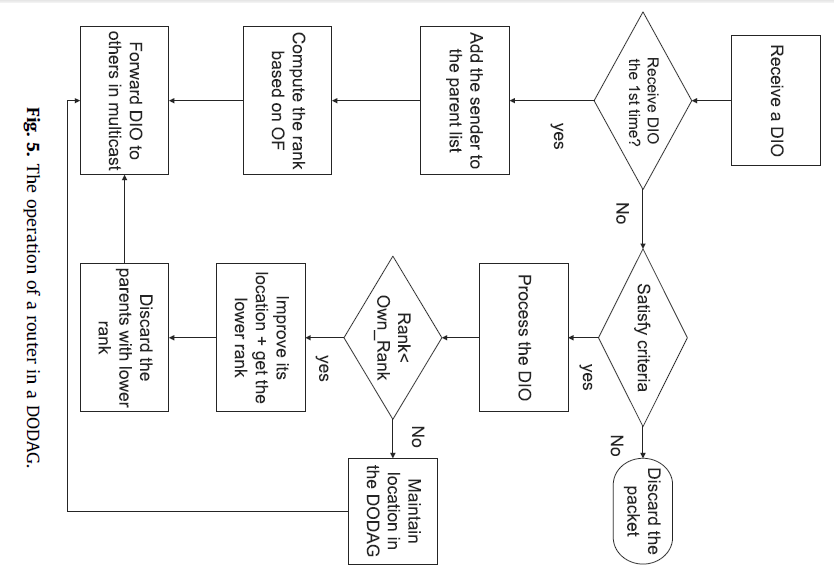 Receive a DIO
Receive DIO
the 1st time?
No
Satisfy criteria
No
Discard the
packet
yes
yes
Add the sender to
the parent list
Process the DIO
Compute the rank
based on OF
Rank<
Own_Rank
No
Maintain
location in
the DODAG
yes
Improve its
location + get the
lower rank
Forward DIO to
others in multicast
Discard the
parents with lower
rank
Fig. 5. The operation of a router in a DODAG.